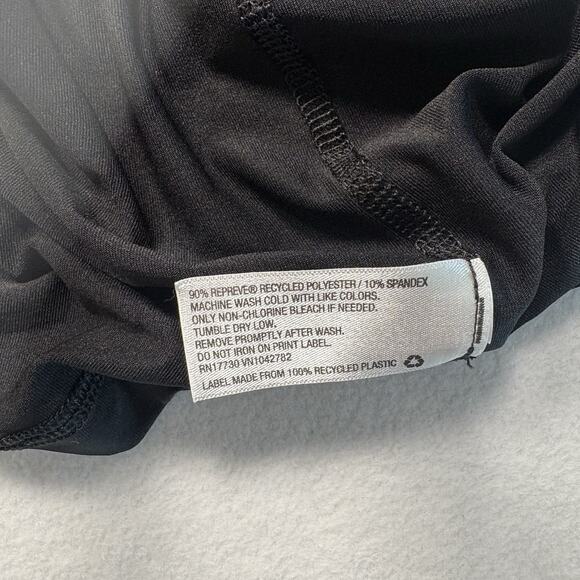 90% REPREVE® RECYCLED POLYESTER / 10% SPANDEX
MACHINE WASH COLD WITH LIKE COLORS.
ONLY NON-CHLORINE BLEACH IF NEEDED.
TUMBLE DRY LOW.
REMOVE PROMPTLY AFTER WASH.
DO NOT IRON ON PRINT LABEL.
RN17730 VN1042782
LABEL MADE FROM 100% RECYCLED PLASTIC